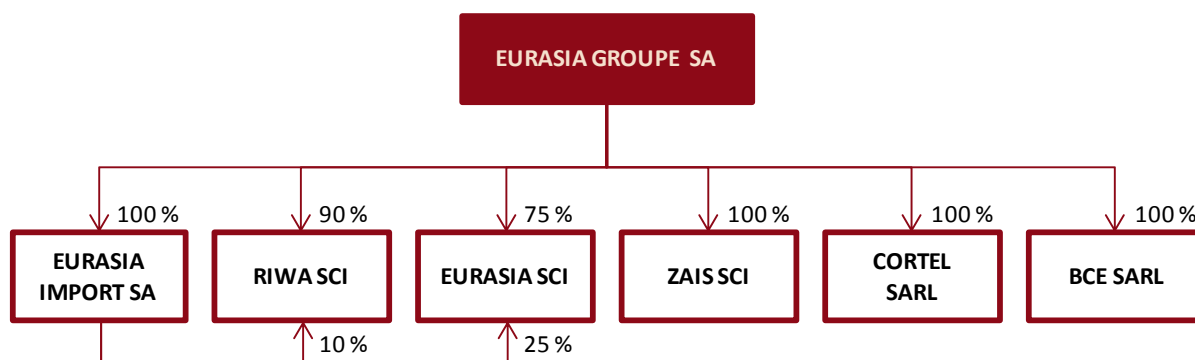 EURASIA GROUPE SA
100 %
90 %
75 %
100 %
100 %
100 %
EURASIA
IMPORT SA
RIWA SCI
EURASIA SCI
ZAIS SCI
CORTEL
SARL
BCE SARL
10 %
25 %